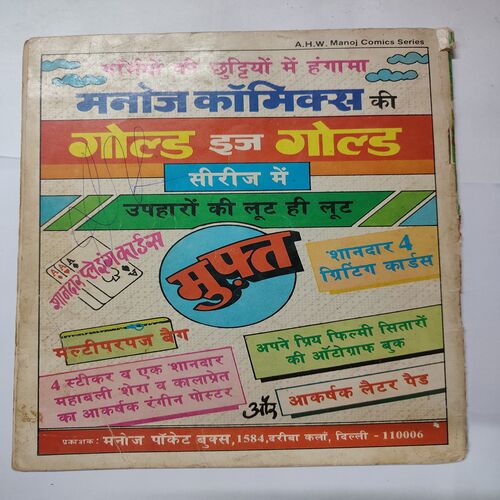 A.H.W. Manoj Comics Series
गर्मियों की छुट्टियों में हंगामा
मनोज कॉमिक्स की
गोल्ड इज गोल्ड
सीरीज में
उपहारों की लूट ही लूट
शानदार प्लेइंग कार्डस
मुफ़्त
शानदार 4
ग्रिटिंग कार्डस
मल्टीपरपज बैग
अपने प्रिय फिल्मी सितारों
की ऑटोग्राफ बुक
4 स्टीकर व एक शानदार
महाबली शेरा व कालाप्रेत
का आकर्षक रंगीन पोस्टर
और
आकर्षक लैटर पैड
प्रकाशक : मनोज पॉकेट बुक्स, 1584, दरीबा कलाँ, दिल्ली - 110006